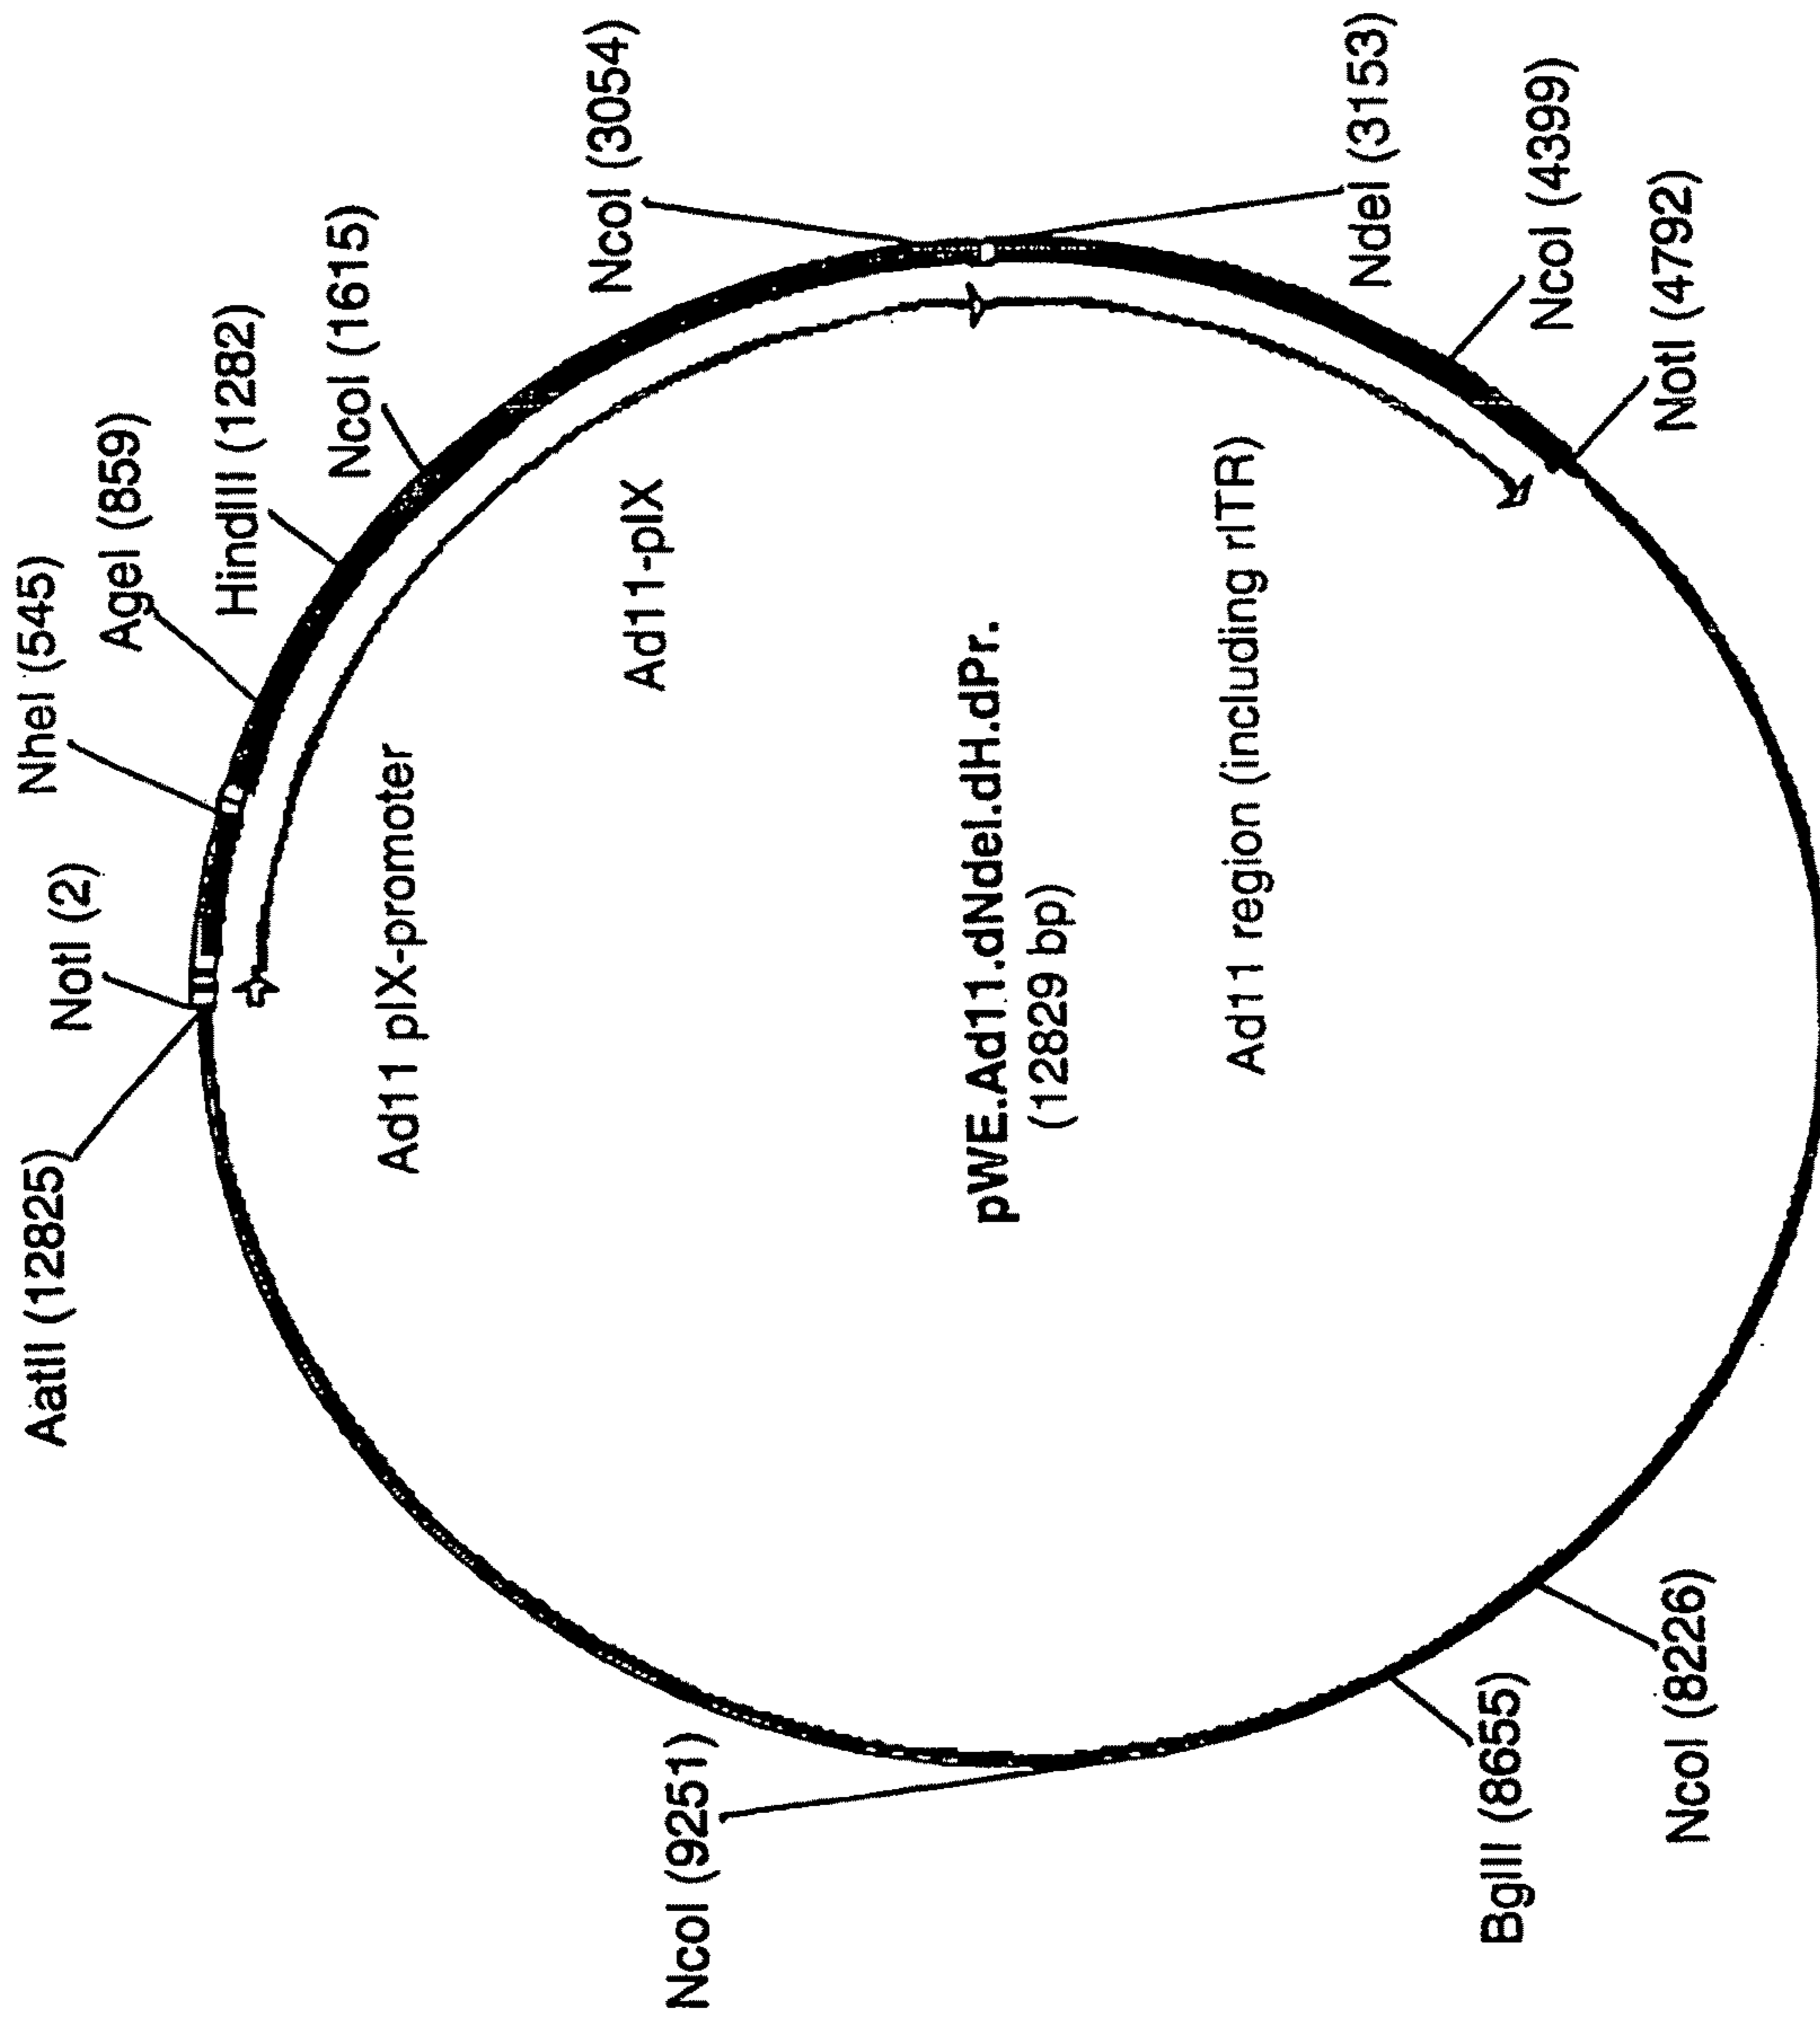 AatII (12825)
NotI (2)
NheI (545)
AgeI (859)
HindIII (1282)
NcoI (1615)
NcoI (3054)
NdeI (3153)
NcoI (4399)
NotI (4792)
NcoI (8226)
BglII (8655)
NcoI (9251)
Ad11 pIX-promoter
Ad11-pIX
pWE.Ad11.dNdeI.dH.dPr.
(12829 bp)
Ad11 region (including rITR)